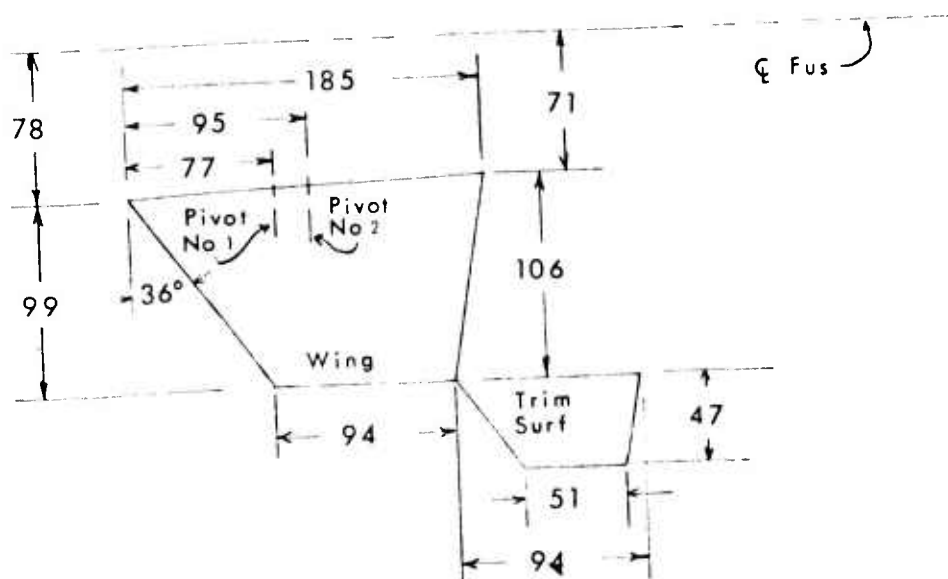 ℄ Fus
185
71
78
95
77
Pivot
No 1
Pivot
No 2
36°
106
99
Wing
Trim
Surf
47
94
51
94